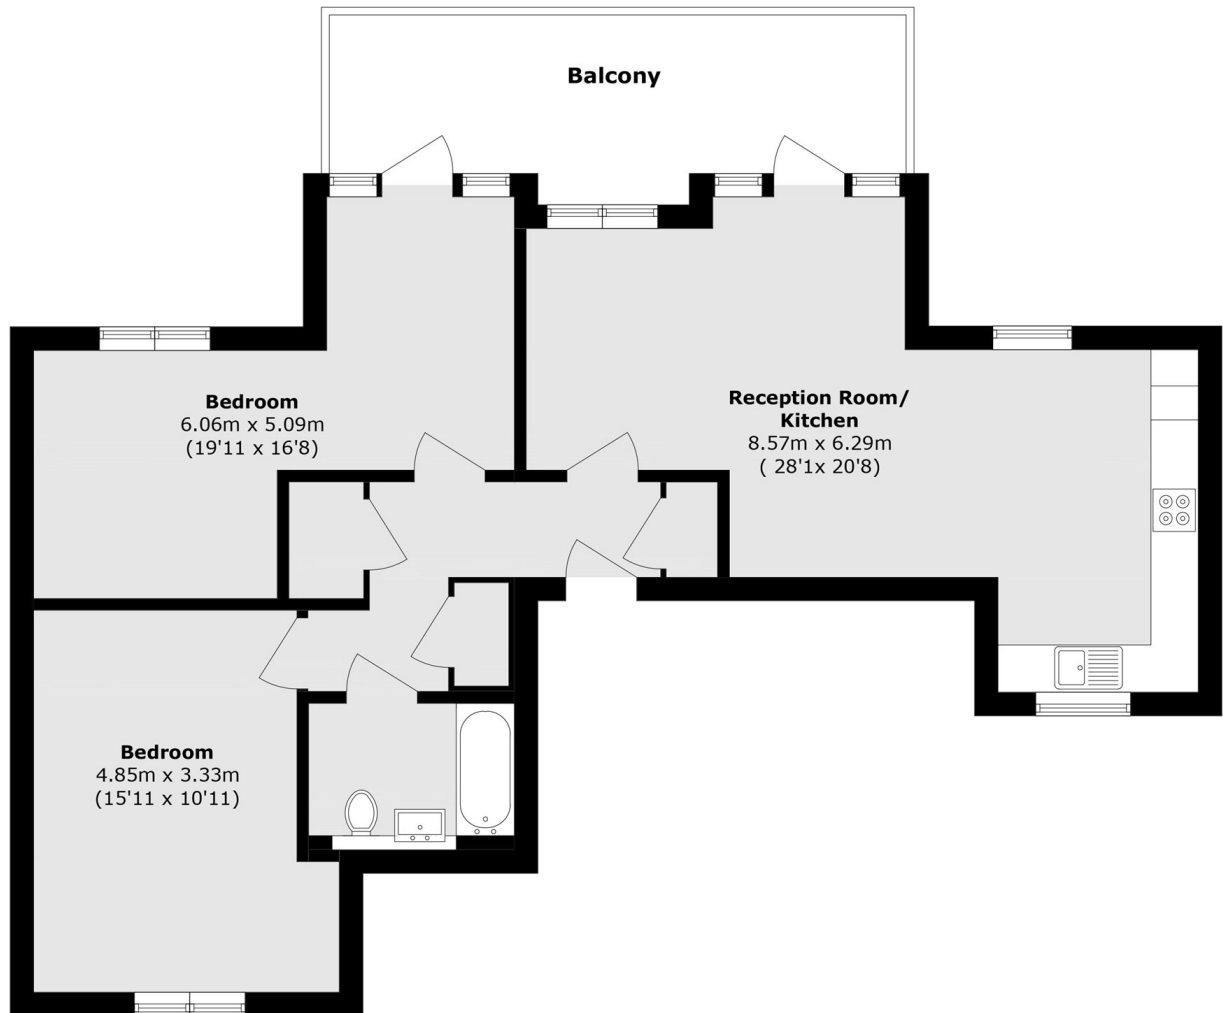 Balcony
Bedroom
6.06m x 5.09m
(19'11 x 16'8)
Reception Room/
Kitchen
8.57m x 6.29m
( 28'1x 20'8)
Bedroom
4.85m x 3.33m
(15'11 x 10'11)